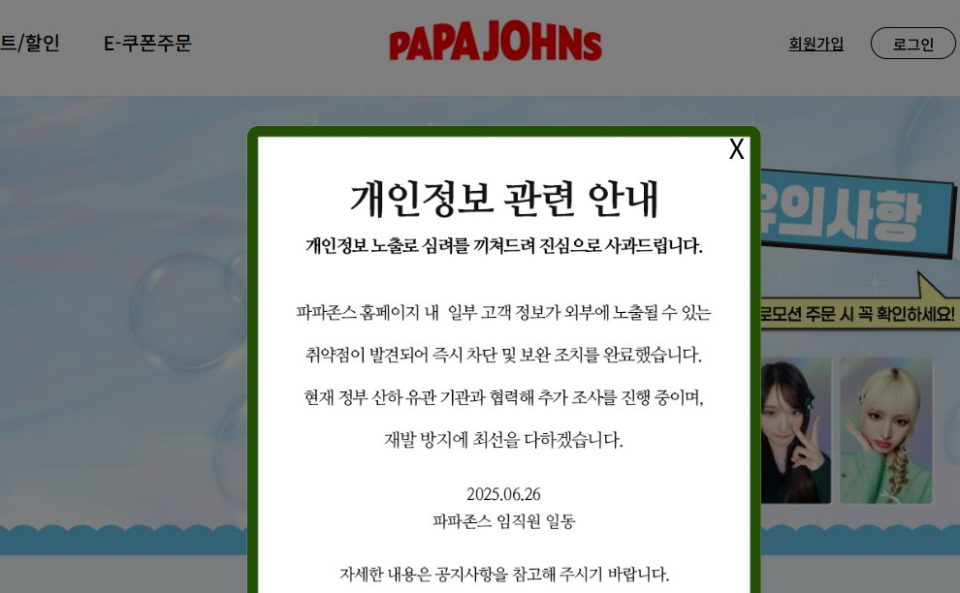 트/할인
E-쿠폰주문
PAPA JOHNS
회원가입
로그인
X
개인정보 관련 안내
개인정보 노출로 심려를 끼쳐드려 진심으로 사과드립니다.
파파존스 홈페이지 내 일부 고객 정보가 외부에 노출될 수 있는
취약점이 발견되어 즉시 차단 및 보완 조치를 완료했습니다.
현재 정부 산하 유관 기관과 협력해 추가 조사를 진행 중이며,
재발 방지에 최선을 다하겠습니다.
2025.06.26
파파존스 임직원 일동
자세한 내용은 공지사항을 참고해 주시기 바랍니다.
유의사항
로모션 주문 시 꼭 확인하세요!